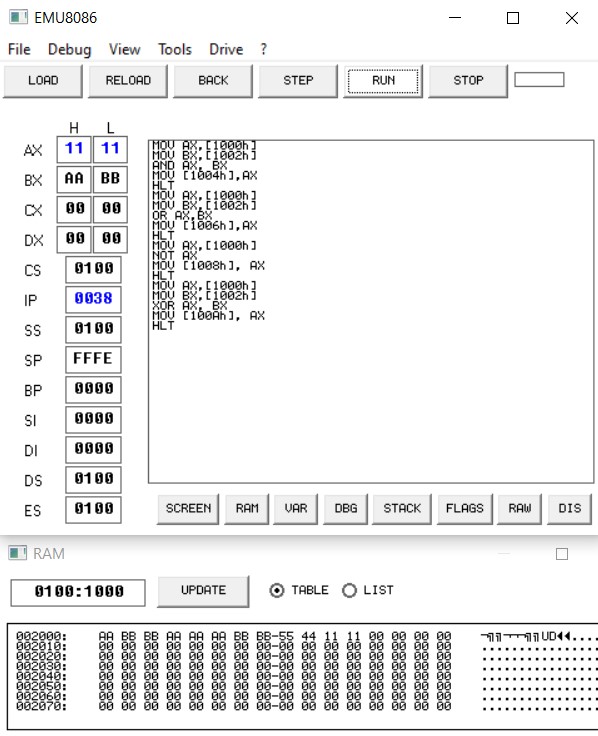 EMU8086
File Debug View Tools Drive ?
LOAD RELOAD BACK STEP RUN STOP
H L
AX 11 11
BX AA BB
CX 00 00
DX 00 00
CS 0100
IP 0038
SS 0100
SP FFFE
BP 0000
SI 0000
DI 0000
DS 0100
ES 0100
MOV AX,[1000h]
MOV BX,[1002h]
AND AX, BX
MOV [1004h],AX
HLT
MOV AX,[1000h]
MOV BX,[1002h]
OR AX,BX
MOV [1006h],AX
HLT
MOV AX,[1000h]
NOT AX
MOV [1008h], AX
HLT
MOV AX,[1000h]
MOV BX,[1002h]
XOR AX, BX
MOV [100Ah], AX
HLT
SCREEN RAM VAR DBG STACK FLAGS RAW DIS
RAM
0100:1000 UPDATE TABLE LIST
002000: AA BB BB AA AA AA BB BB-55 44 11 11 00 00 00 00 ¬╗╗¬¬¬╗╗UD◄◄....
002010: 00 00 00 00 00 00 00 00-00 00 00 00 00 00 00 00 ................
002020: 00 00 00 00 00 00 00 00-00 00 00 00 00 00 00 00 ................
002030: 00 00 00 00 00 00 00 00-00 00 00 00 00 00 00 00 ................
002040: 00 00 00 00 00 00 00 00-00 00 00 00 00 00 00 00 ................
002050: 00 00 00 00 00 00 00 00-00 00 00 00 00 00 00 00 ................
002060: 00 00 00 00 00 00 00 00-00 00 00 00 00 00 00 00 ................
002070: 00 00 00 00 00 00 00 00-00 00 00 00 00 00 00 00 ................